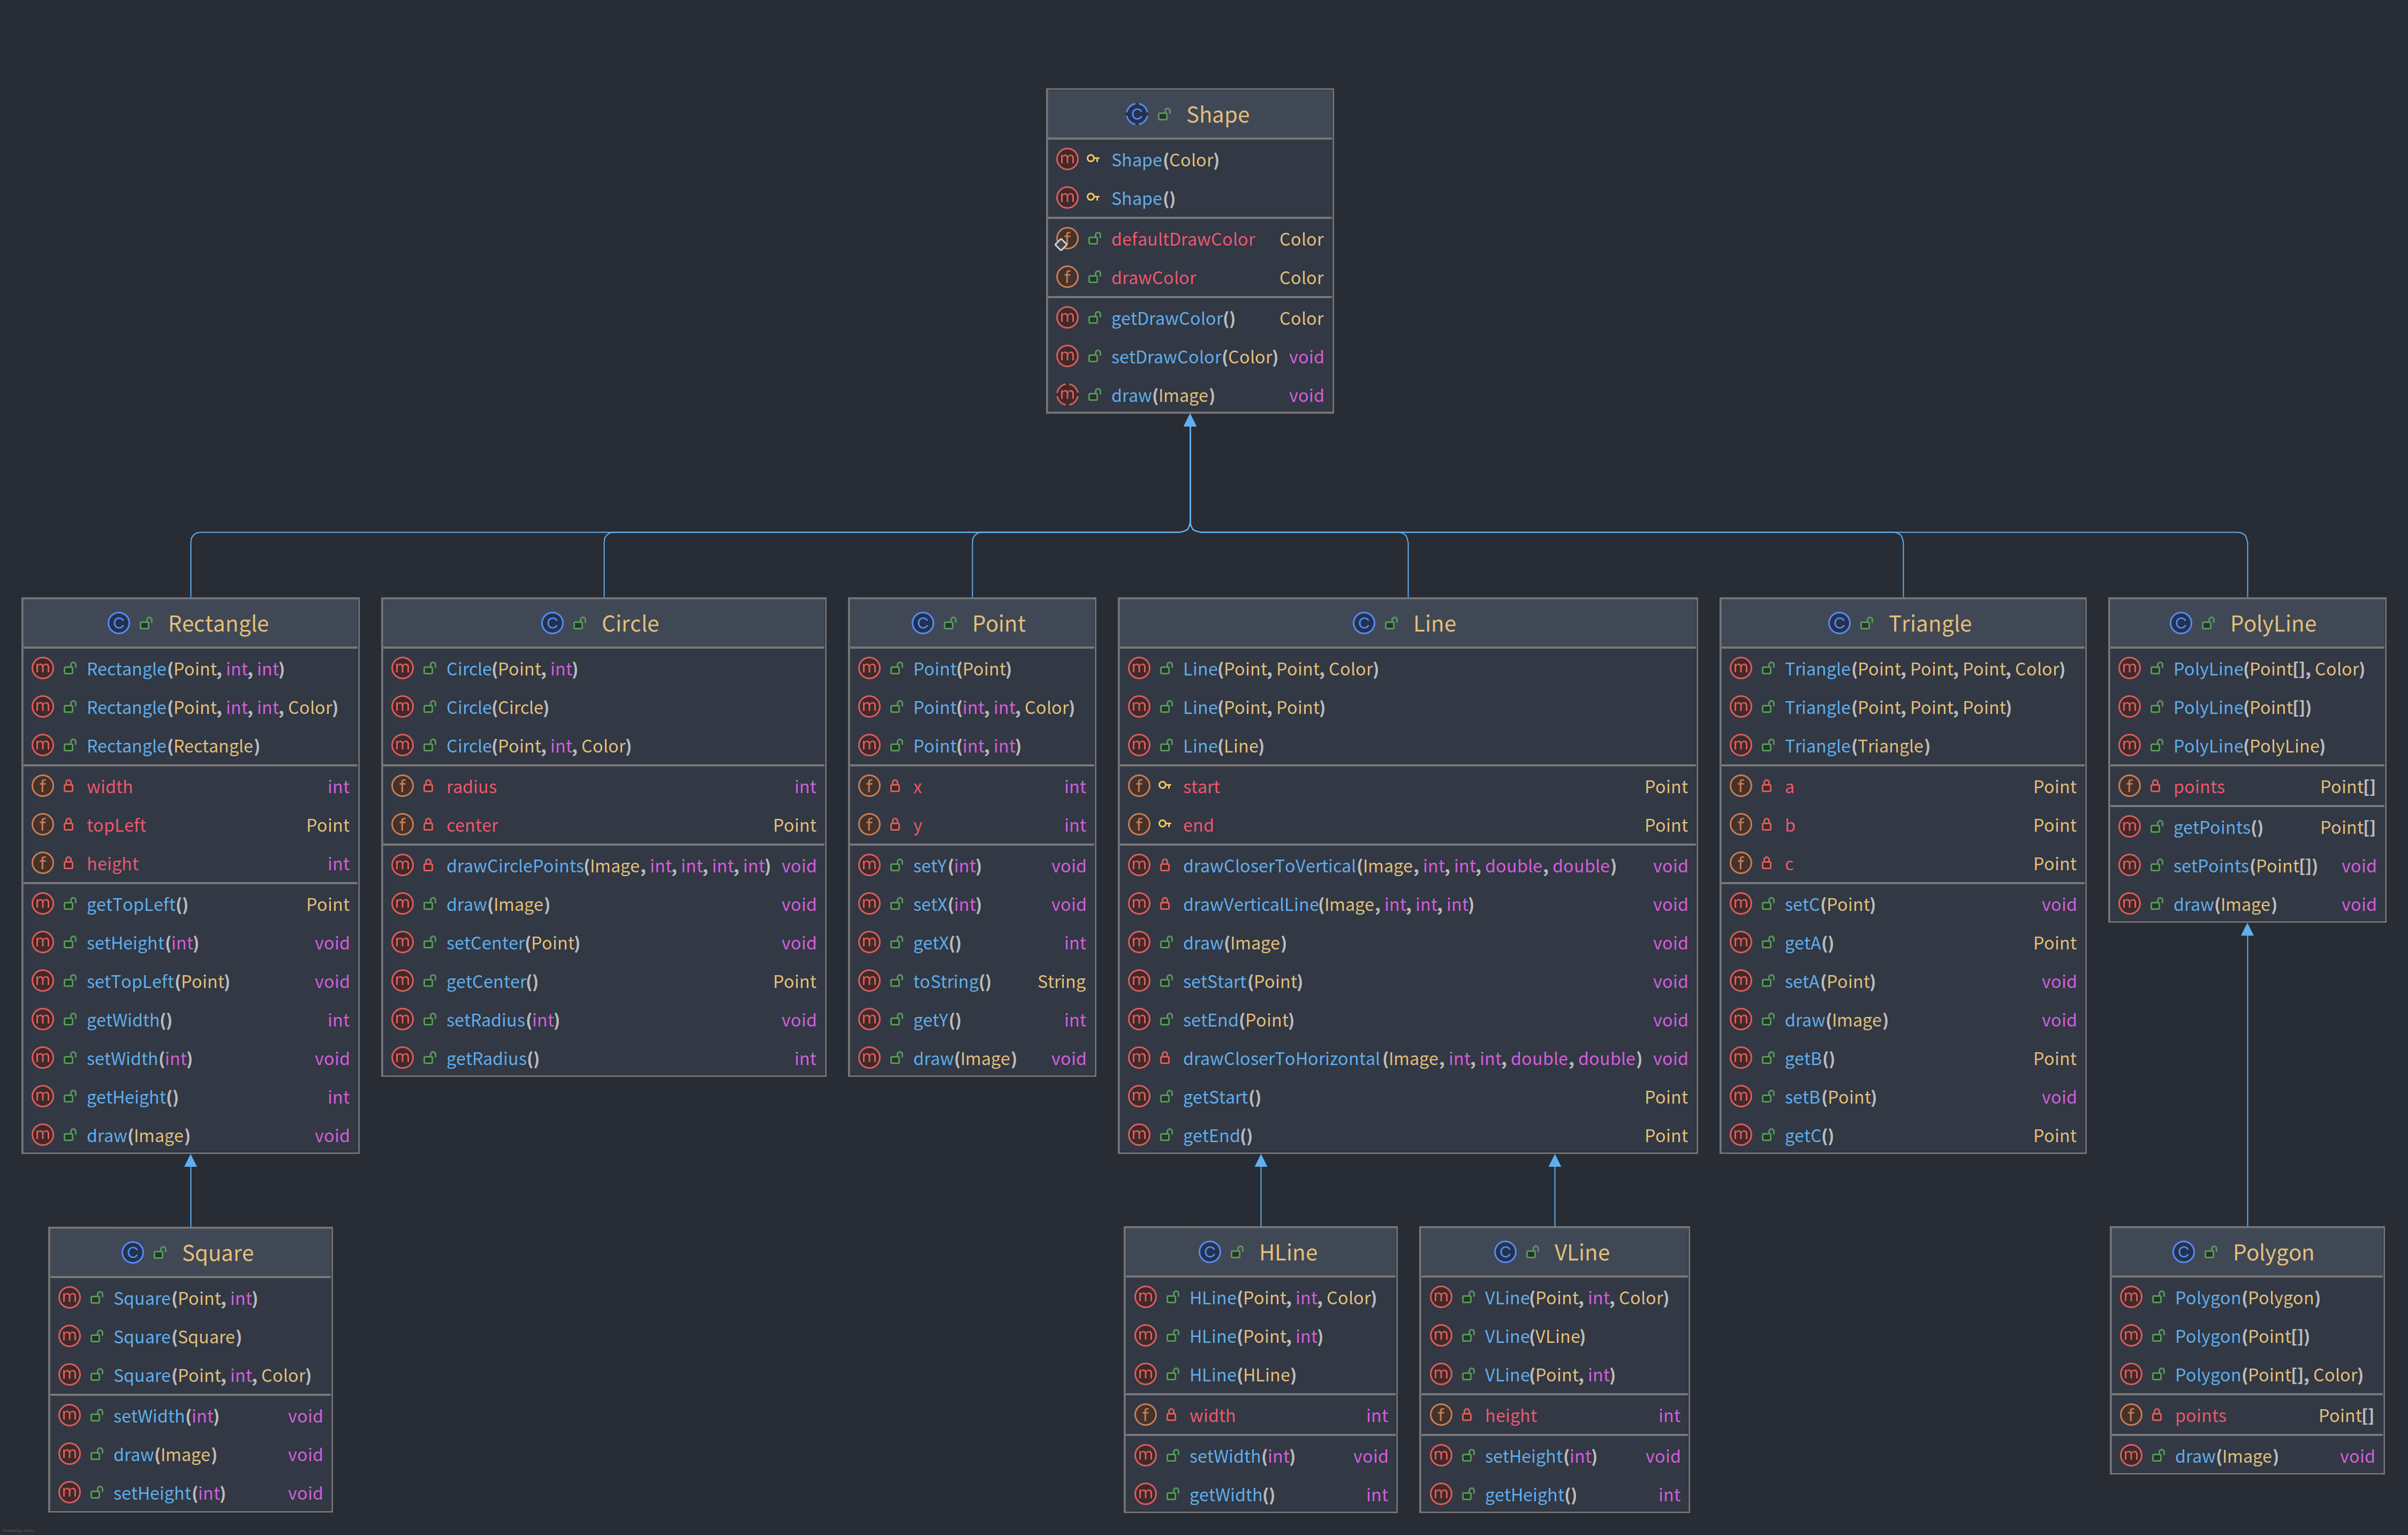 Shape
Shape(Color)
Shape()
defaultDrawColor Color
drawColor Color
getDrawColor() Color
setDrawColor(Color) void
draw(Image) void
Rectangle
Rectangle(Point, int, int)
Rectangle(Point, int, int, Color)
Rectangle(Rectangle)
width int
topLeft Point
height int
getTopLeft() Point
setHeight(int) void
setTopLeft(Point) void
getWidth() int
setWidth(int) void
getHeight() int
draw(Image) void
Circle
Circle(Point, int)
Circle(Circle)
Circle(Point, int, Color)
radius int
center Point
drawCirclePoints(Image, int, int, int, int) void
draw(Image) void
setCenter(Point) void
getCenter() Point
setRadius(int) void
getRadius() int
Point
Point(Point)
Point(int, int, Color)
Point(int, int)
x int
y int
setY(int) void
setX(int) void
getX() int
toString() String
getY() int
draw(Image) void
Line
Line(Point, Point, Color)
Line(Point, Point)
Line(Line)
start Point
end Point
drawCloserToVertical(Image, int, int, double, double) void
drawVerticalLine(Image, int, int, int) void
draw(Image) void
setStart(Point) void
setEnd(Point) void
drawCloserToHorizontal(Image, int, int, double, double) void
getStart() Point
getEnd() Point
Triangle
Triangle(Point, Point, Point, Color)
Triangle(Point, Point, Point)
Triangle(Triangle)
a Point
b Point
c Point
setC(Point) void
getA() Point
setA(Point) void
draw(Image) void
getB() Point
setB(Point) void
getC() Point
PolyLine
PolyLine(Point[], Color)
PolyLine(Point[])
PolyLine(PolyLine)
points Point[]
getPoints() Point[]
setPoints(Point[]) void
draw(Image) void
Square
Square(Point, int)
Square(Square)
Square(Point, int, Color)
setWidth(int) void
draw(Image) void
setHeight(int) void
HLine
HLine(Point, int, Color)
HLine(Point, int)
HLine(HLine)
width int
setWidth(int) void
getWidth() int
VLine
VLine(Point, int, Color)
VLine(VLine)
VLine(Point, int)
height int
setHeight(int) void
getHeight() int
Polygon
Polygon(Polygon)
Polygon(Point[])
Polygon(Point[], Color)
points Point[]
draw(Image) void